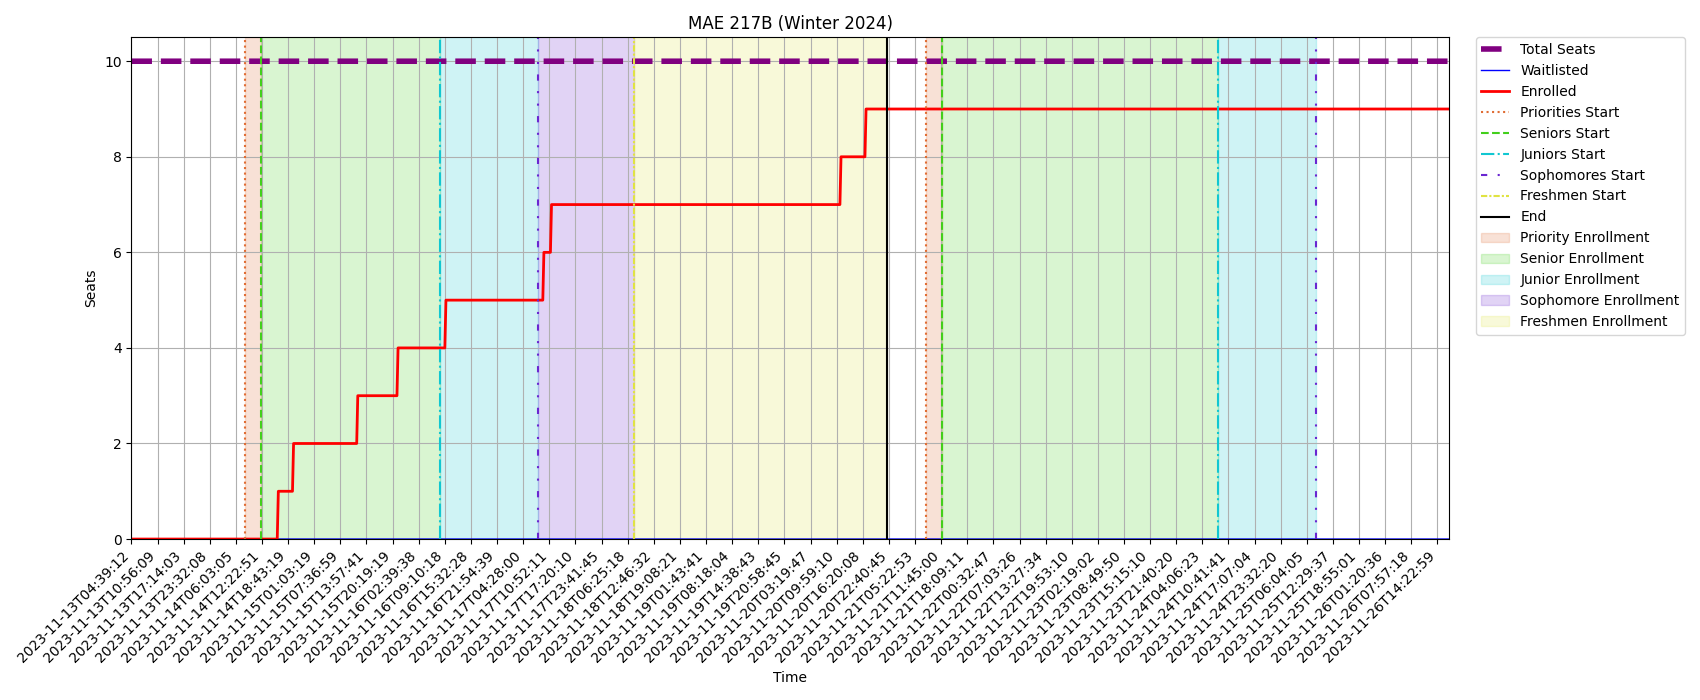 MAE 217B (Winter 2024)
Seats
10
8
6
4
2
0
2023-11-13T04:39:12
2023-11-13T10:56:09
2023-11-13T17:14:03
2023-11-13T23:32:08
2023-11-14T06:03:05
2023-11-14T12:22:51
2023-11-14T18:43:19
2023-11-15T01:03:19
2023-11-15T07:36:59
2023-11-15T13:57:41
2023-11-15T20:19:19
2023-11-16T02:39:38
2023-11-16T09:10:18
2023-11-16T15:32:28
2023-11-16T21:54:39
2023-11-17T04:28:00
2023-11-17T10:52:11
2023-11-17T17:20:10
2023-11-17T23:41:45
2023-11-18T06:25:18
2023-11-18T12:46:32
2023-11-18T19:08:21
2023-11-19T01:43:41
2023-11-19T08:18:04
2023-11-19T14:38:43
2023-11-19T20:58:45
2023-11-20T03:19:47
2023-11-20T09:59:10
2023-11-20T16:20:08
2023-11-20T22:40:45
2023-11-21T05:22:53
2023-11-21T11:45:00
2023-11-21T18:09:11
2023-11-22T00:32:47
2023-11-22T07:03:26
2023-11-22T13:27:34
2023-11-22T19:53:10
2023-11-23T02:19:02
2023-11-23T08:49:50
2023-11-23T15:15:10
2023-11-23T21:40:20
2023-11-24T04:06:23
2023-11-24T10:41:41
2023-11-24T17:07:04
2023-11-24T23:32:20
2023-11-25T06:04:05
2023-11-25T12:29:37
2023-11-25T18:55:01
2023-11-26T01:20:36
2023-11-26T07:57:18
2023-11-26T14:22:59
Time
Total Seats
Waitlisted
Enrolled
Priorities Start
Seniors Start
Juniors Start
Sophomores Start
Freshmen Start
End
Priority Enrollment
Senior Enrollment
Junior Enrollment
Sophomore Enrollment
Freshmen Enrollment